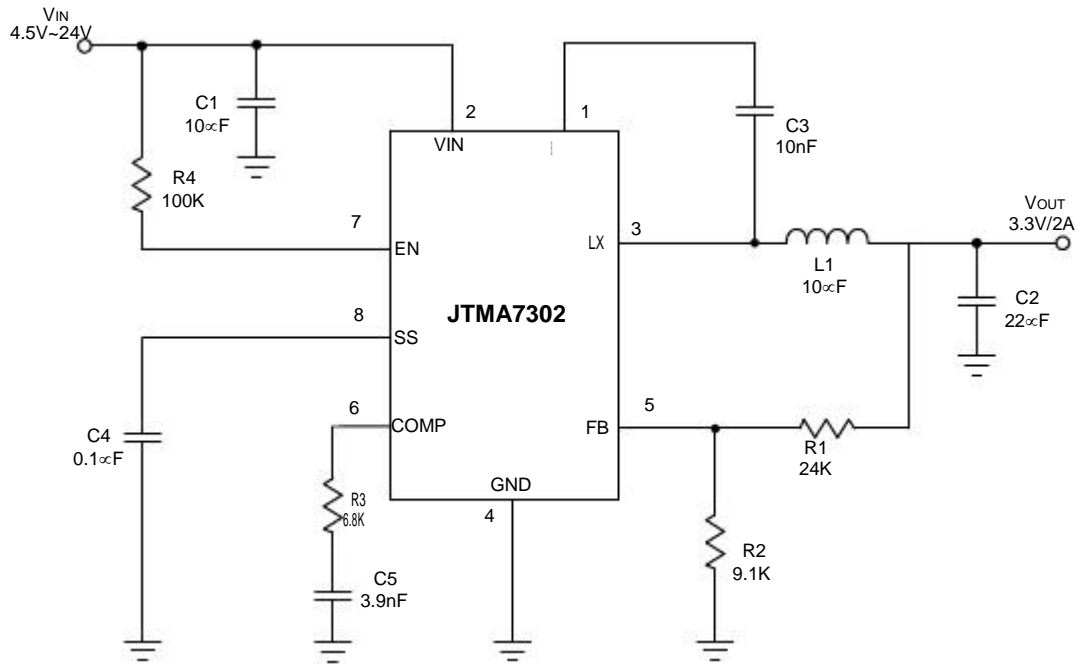 VIN
4.5V~24V
C1
10∝F
2
1
C3
10nF
VIN
R4
100K
7
EN
3
LX
VOUT
3.3V/2A
L1
10∝F
C2
22∝F
JTMA7302
8
SS
6
COMP
5
FB
C4
0.1∝F
R1
24K
GND
4
R3
6.8K
R2
9.1K
C5
3.9nF